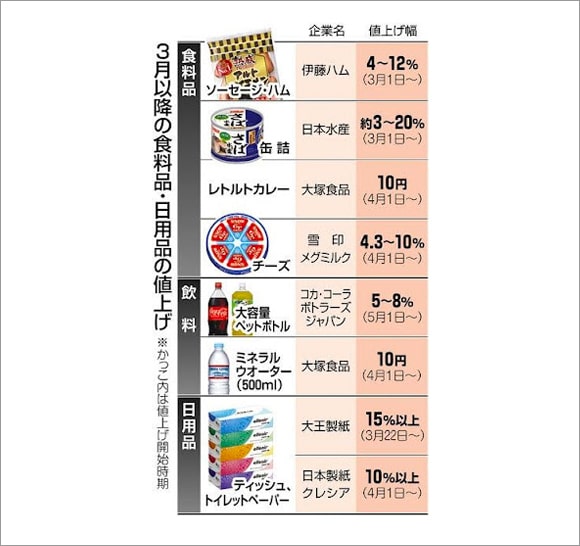 3月以降の食料品・日用品の値上げ
※かっこ内は値上げ開始時期
企業名
値上げ幅
食料品
ソーセージ・ハム
伊藤ハム
4〜12%
(3月1日〜)
さば
さば
缶詰
日本水産
約3〜20%
(3月1日〜)
レトルトカレー
大塚食品
10円
(4月1日〜)
チーズ
雪印
メグミルク
4.3〜10%
(4月1日〜)
飲料
Coca-Cola
大容量
ペットボトル
コカ・コーラ
ボトラーズ
ジャパン
5〜8%
(5月1日〜)
ミネラル
ウオーター
(500ml)
大塚食品
10円
(4月1日〜)
日用品
ティッシュ、
トイレットペーパー
大王製紙
15%以上
(3月22日〜)
日本製紙
クレシア
10%以上
(4月1日〜)